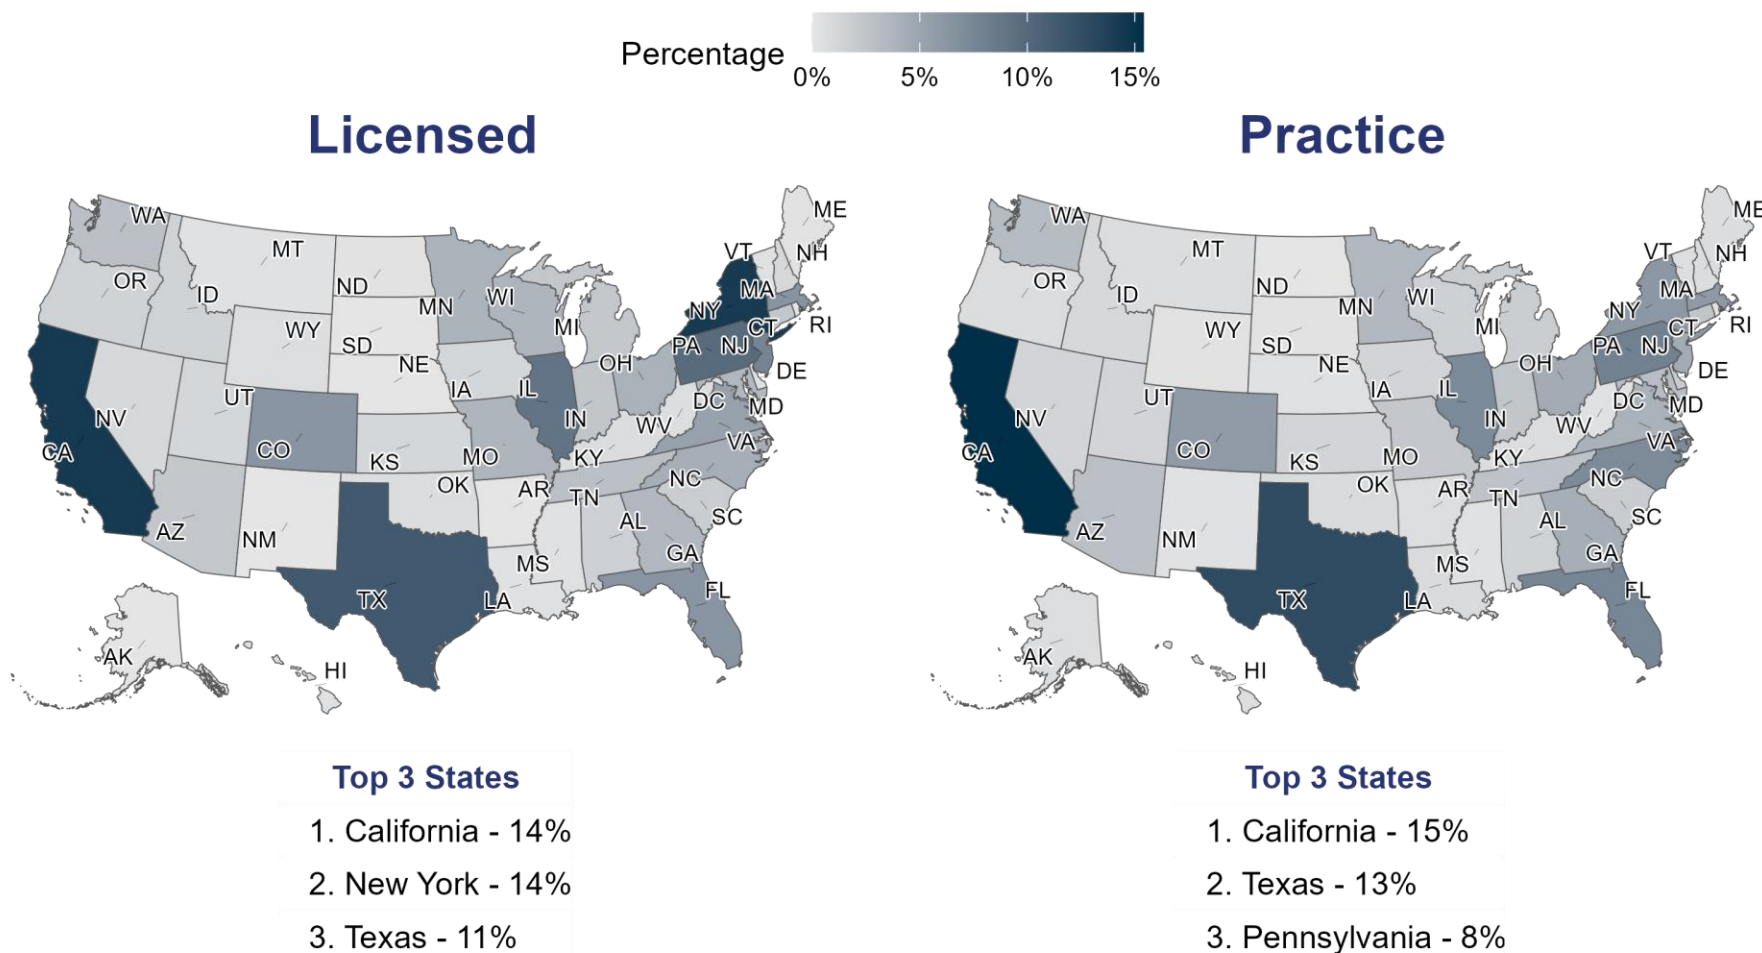 Percentage
0% 5% 10% 15%
Licensed
WA
ME
MT
VT
NH
OR
ID
ND
MN
WI
MA
NY
WY
MI
CT
RI
SD
PA
NJ
NE
OH
DE
IA
IL
UT
DC
MD
NV
IN
WV
VA
CA
CO
KS
MO
KY
NC
OK
AR
TN
SC
AZ
NM
AL
GA
MS
FL
TX
LA
AK
HI
Top 3 States
1. California - 14%
2. New York - 14%
3. Texas - 11%
Practice
WA
ME
MT
VT
NH
OR
ID
ND
MN
WI
MA
NY
WY
MI
CT
RI
SD
PA
NJ
NE
OH
DE
IA
IL
UT
DC
MD
NV
IN
WV
VA
CA
CO
KS
MO
KY
NC
OK
AR
TN
SC
AZ
NM
AL
GA
MS
FL
TX
LA
AK
HI
Top 3 States
1. California - 15%
2. Texas - 13%
3. Pennsylvania - 8%